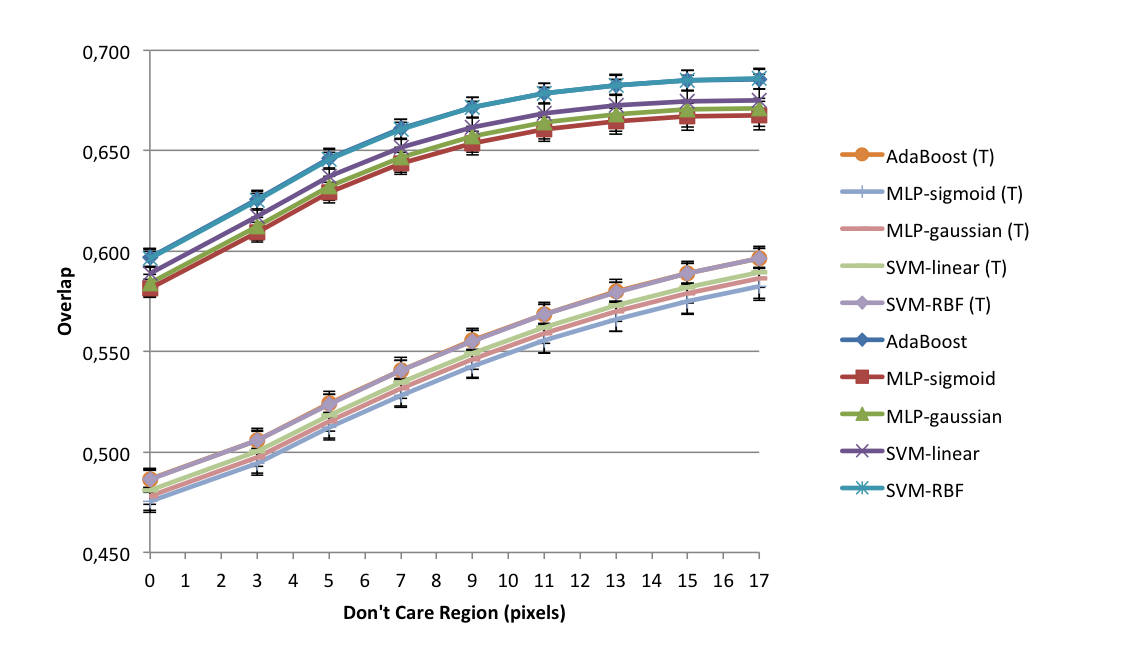 0,700
0,650
0,600
0,550
0,500
0,450
Overlap
0 1 2 3 4 5 6 7 8 9 10 11 12 13 14 15 16 17
Don't Care Region (pixels)
AdaBoost (T)
MLP-sigmoid (T)
MLP-gaussian (T)
SVM-linear (T)
SVM-RBF (T)
AdaBoost
MLP-sigmoid
MLP-gaussian
SVM-linear
SVM-RBF